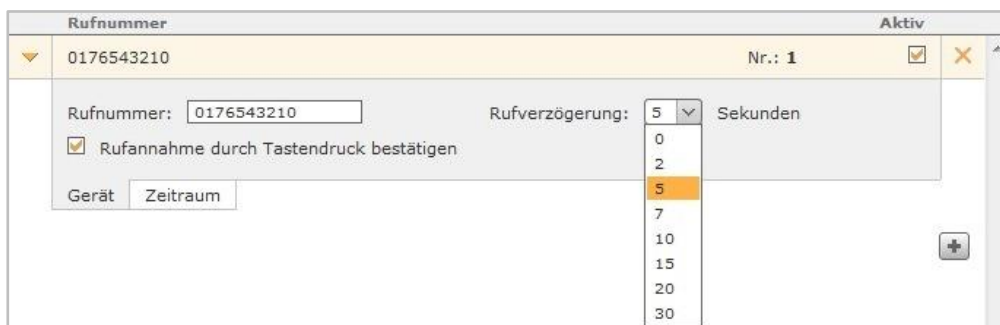 Rufnummer Aktiv
0176543210 Nr.: 1
Rufnummer: 0176543210 Rufverzögerung: 5 Sekunden
0
Rufannahme durch Tastendruck bestätigen
2
5
Gerät Zeitraum
7
10
15
20
30